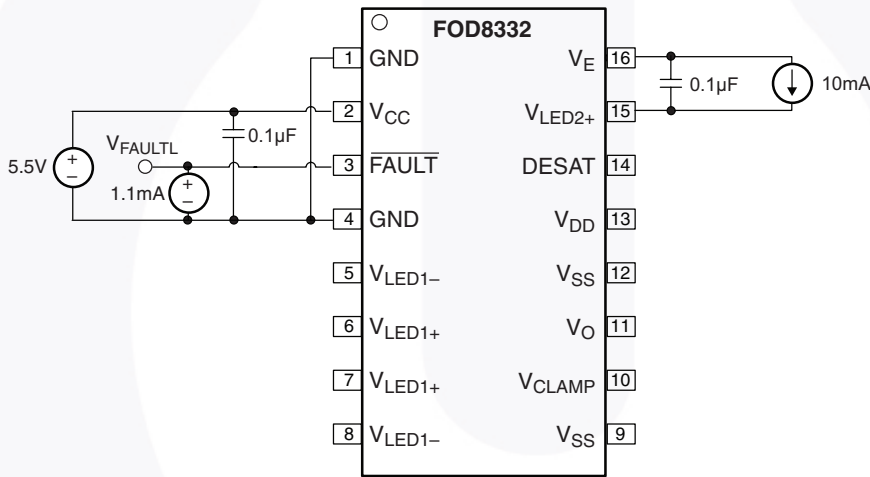 FOD8332
1 GND
2 VCC
3 FAULT
4 GND
5 VLED1–
6 VLED1+
7 VLED1+
8 VLED1–
VE 16
VLED2+ 15
DESAT 14
VDD 13
VSS 12
VO 11
VCLAMP 10
VSS 9
5.5V
+
–
VFAULTL
1.1mA
+
–
0.1µF
0.1µF
10mA